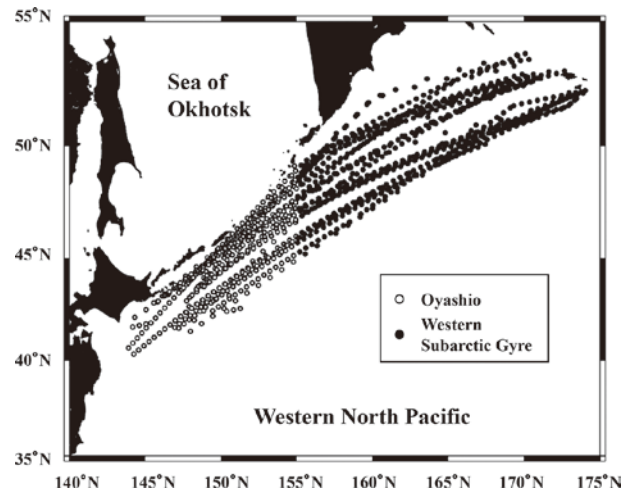 55°N
Sea of
Okhotsk
50°N
45°N
Oyashio
Western
Subarctic Gyre
40°N
Western North Pacific
35°N
140°N 145°N 150°N 155°N 160°N 165°N 170°N 175°N